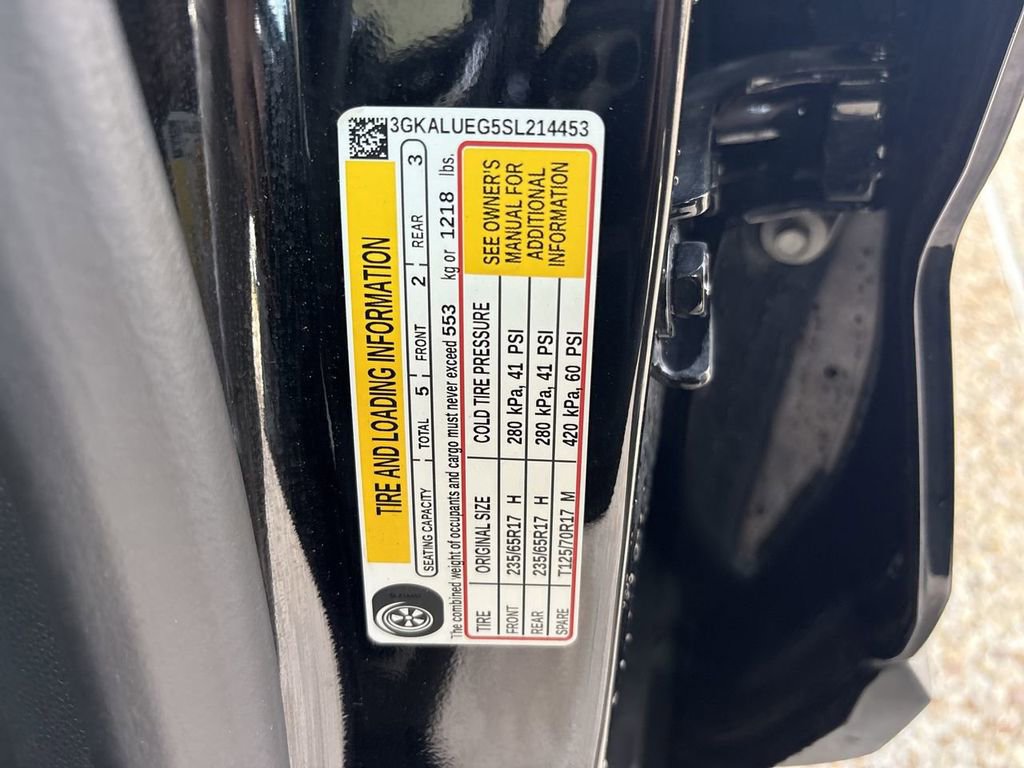 3GKALUEG5SL214453
TIRE AND LOADING INFORMATION
SEATING CAPACITY TOTAL 5 FRONT 2 REAR 3
The combined weight of occupants and cargo must never exceed 553 kg or 1218 lbs.
TIRE ORIGINAL SIZE COLD TIRE PRESSURE
FRONT 235/65R17 H 280 kPa, 41 PSI
REAR 235/65R17 H 280 kPa, 41 PSI
SPARE T125/70R17 M 420 kPa, 60 PSI
SEE OWNER'S
MANUAL FOR
ADDITIONAL
INFORMATION